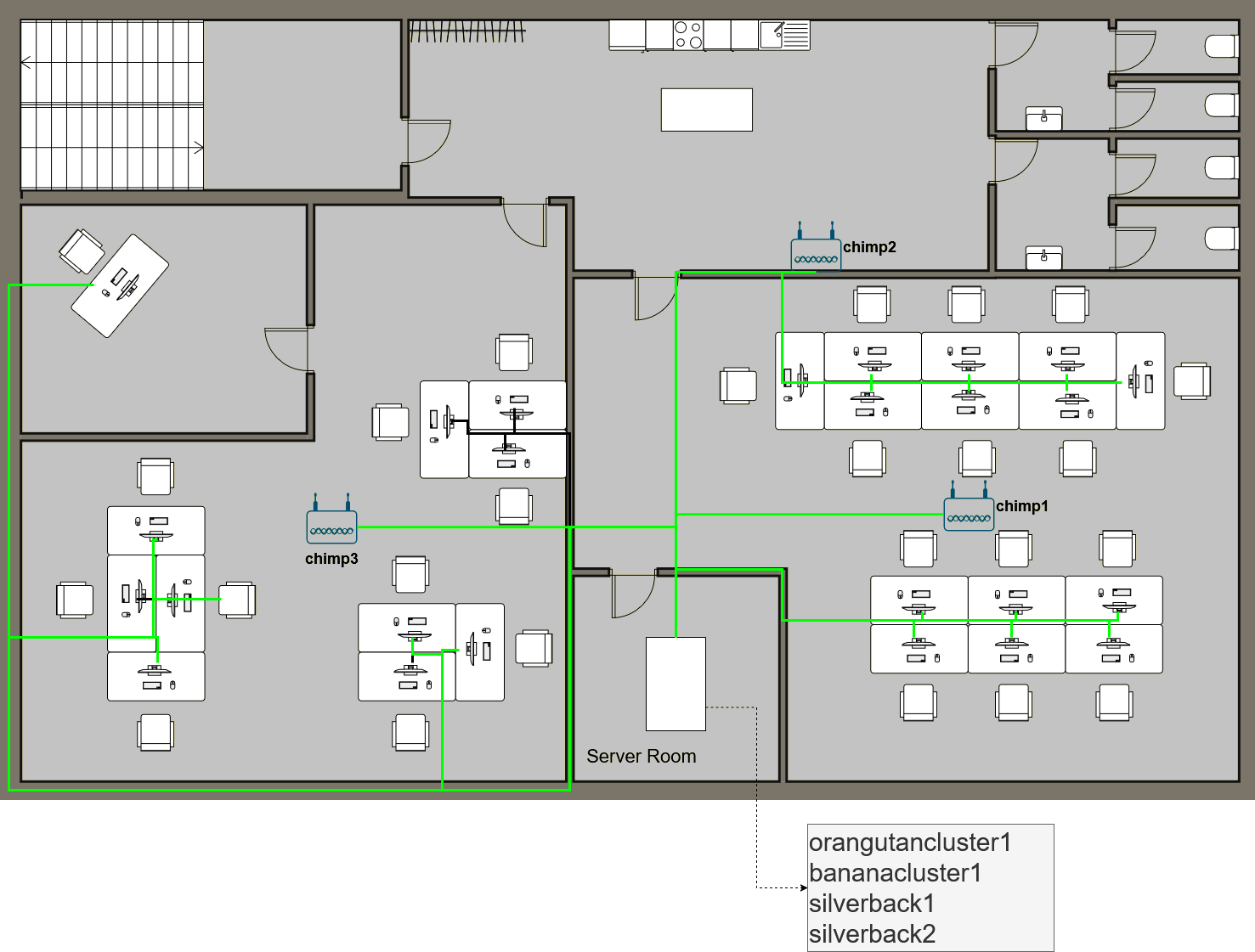 chimp2
chimp1
chimp3
Server Room
orangutancluster1
bananacluster1
silverback1
silverback2